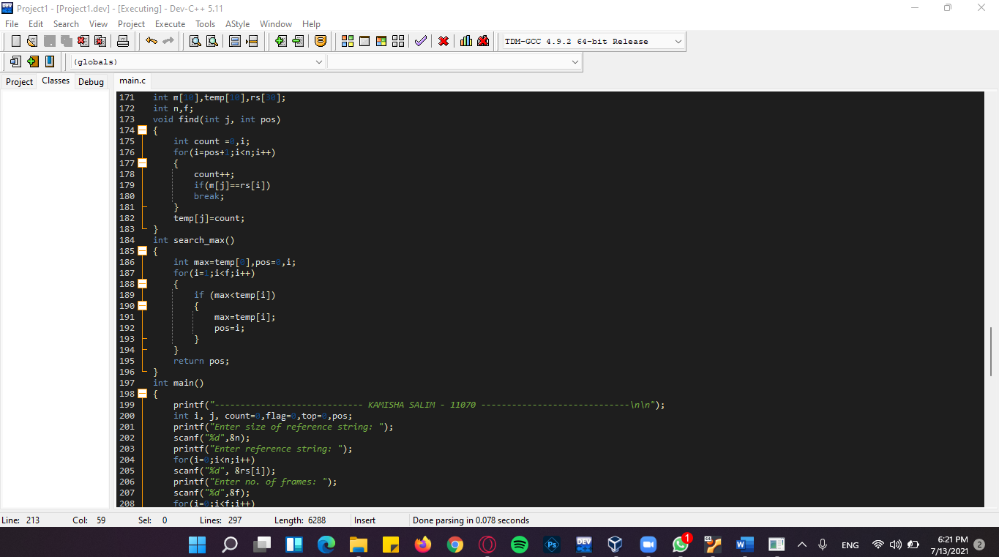 Project1 - [Project1.dev] - [Executing] - Dev-C++ 5.11
File Edit Search View Project Execute Tools AStyle Window Help
TDM-GCC 4.9.2 64-bit Release
(globals)
Project Classes Debug main.c
171 int m[10],temp[10],rs[30];
172 int n,f;
173 void find(int j, int pos)
174 {
175 int count =0,i;
176 for(i=pos+1;i<n;i++)
177 {
178 count++;
179 if(m[j]==rs[i])
180 break;
181 }
182 temp[j]=count;
183 }
184 int search_max()
185 {
186 int max=temp[0],pos=0,i;
187 for(i=1;i<f;i++)
188 {
189 if (max<temp[i])
190 {
191 max=temp[i];
192 pos=i;
193 }
194 }
195 return pos;
196 }
197 int main()
198 {
199 printf("----------------------------- KAMISHA SALIM - 11070 -----------------------------\n\n");
200 int i, j, count=0,flag=0,top=0,pos;
201 printf("Enter size of reference string: ");
202 scanf("%d",&n);
203 printf("Enter reference string: ");
204 for(i=0;i<n;i++)
205 scanf("%d", &rs[i]);
206 printf("Enter no. of frames: ");
207 scanf("%d",&f);
208 for(i=0;i<f;i++)
Line: 213 Col: 59 Sel: 0 Lines: 297 Length: 6288 Insert Done parsing in 0.078 seconds
Ps DEV 1 W ENG 6:21 PM 2
7/13/2021